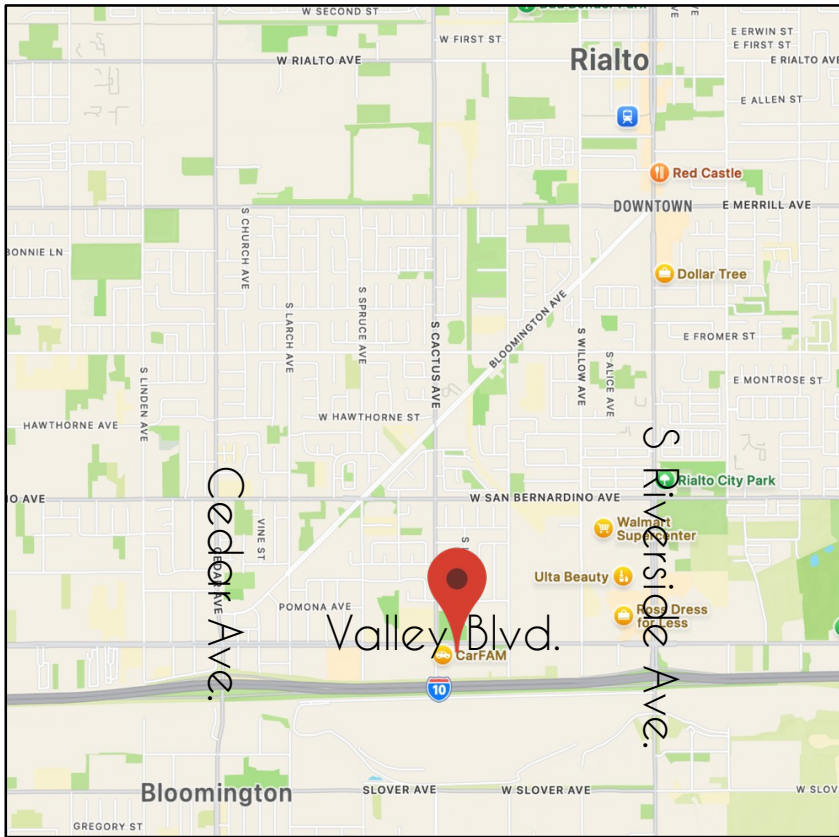 W SECOND ST
W FIRST ST
W RIALTO AVE
Rialto
E ERWIN ST
E FIRST ST
E RIALTO AVE
E ALLEN ST
Red Castle
DOWNTOWN
E MERRILL AVE
BONNIE LN
S CHURCH AVE
S LARCH AVE
S SPRUCE AVE
S CACTUS AVE
BLOOMINGTON AVE
S WILLOW AVE
S ALICE AVE
Dollar Tree
E FROMER ST
E MONTROSE ST
S LINDEN AVE
W HAWTHORNE ST
HAWTHORNE AVE
S Riverside Ave.
Rialto City Park
W SAN BERNARDINO AVE
Cedar Ave.
CEDAR AVE
VINE ST
Walmart
Supercenter
Ulta Beauty
Ross Dress
for Less
POMONA AVE
Valley Blvd.
CarFAM
10
Bloomington
SLOVER AVE
W SLOVER AVE
W SLOV
GREGORY ST